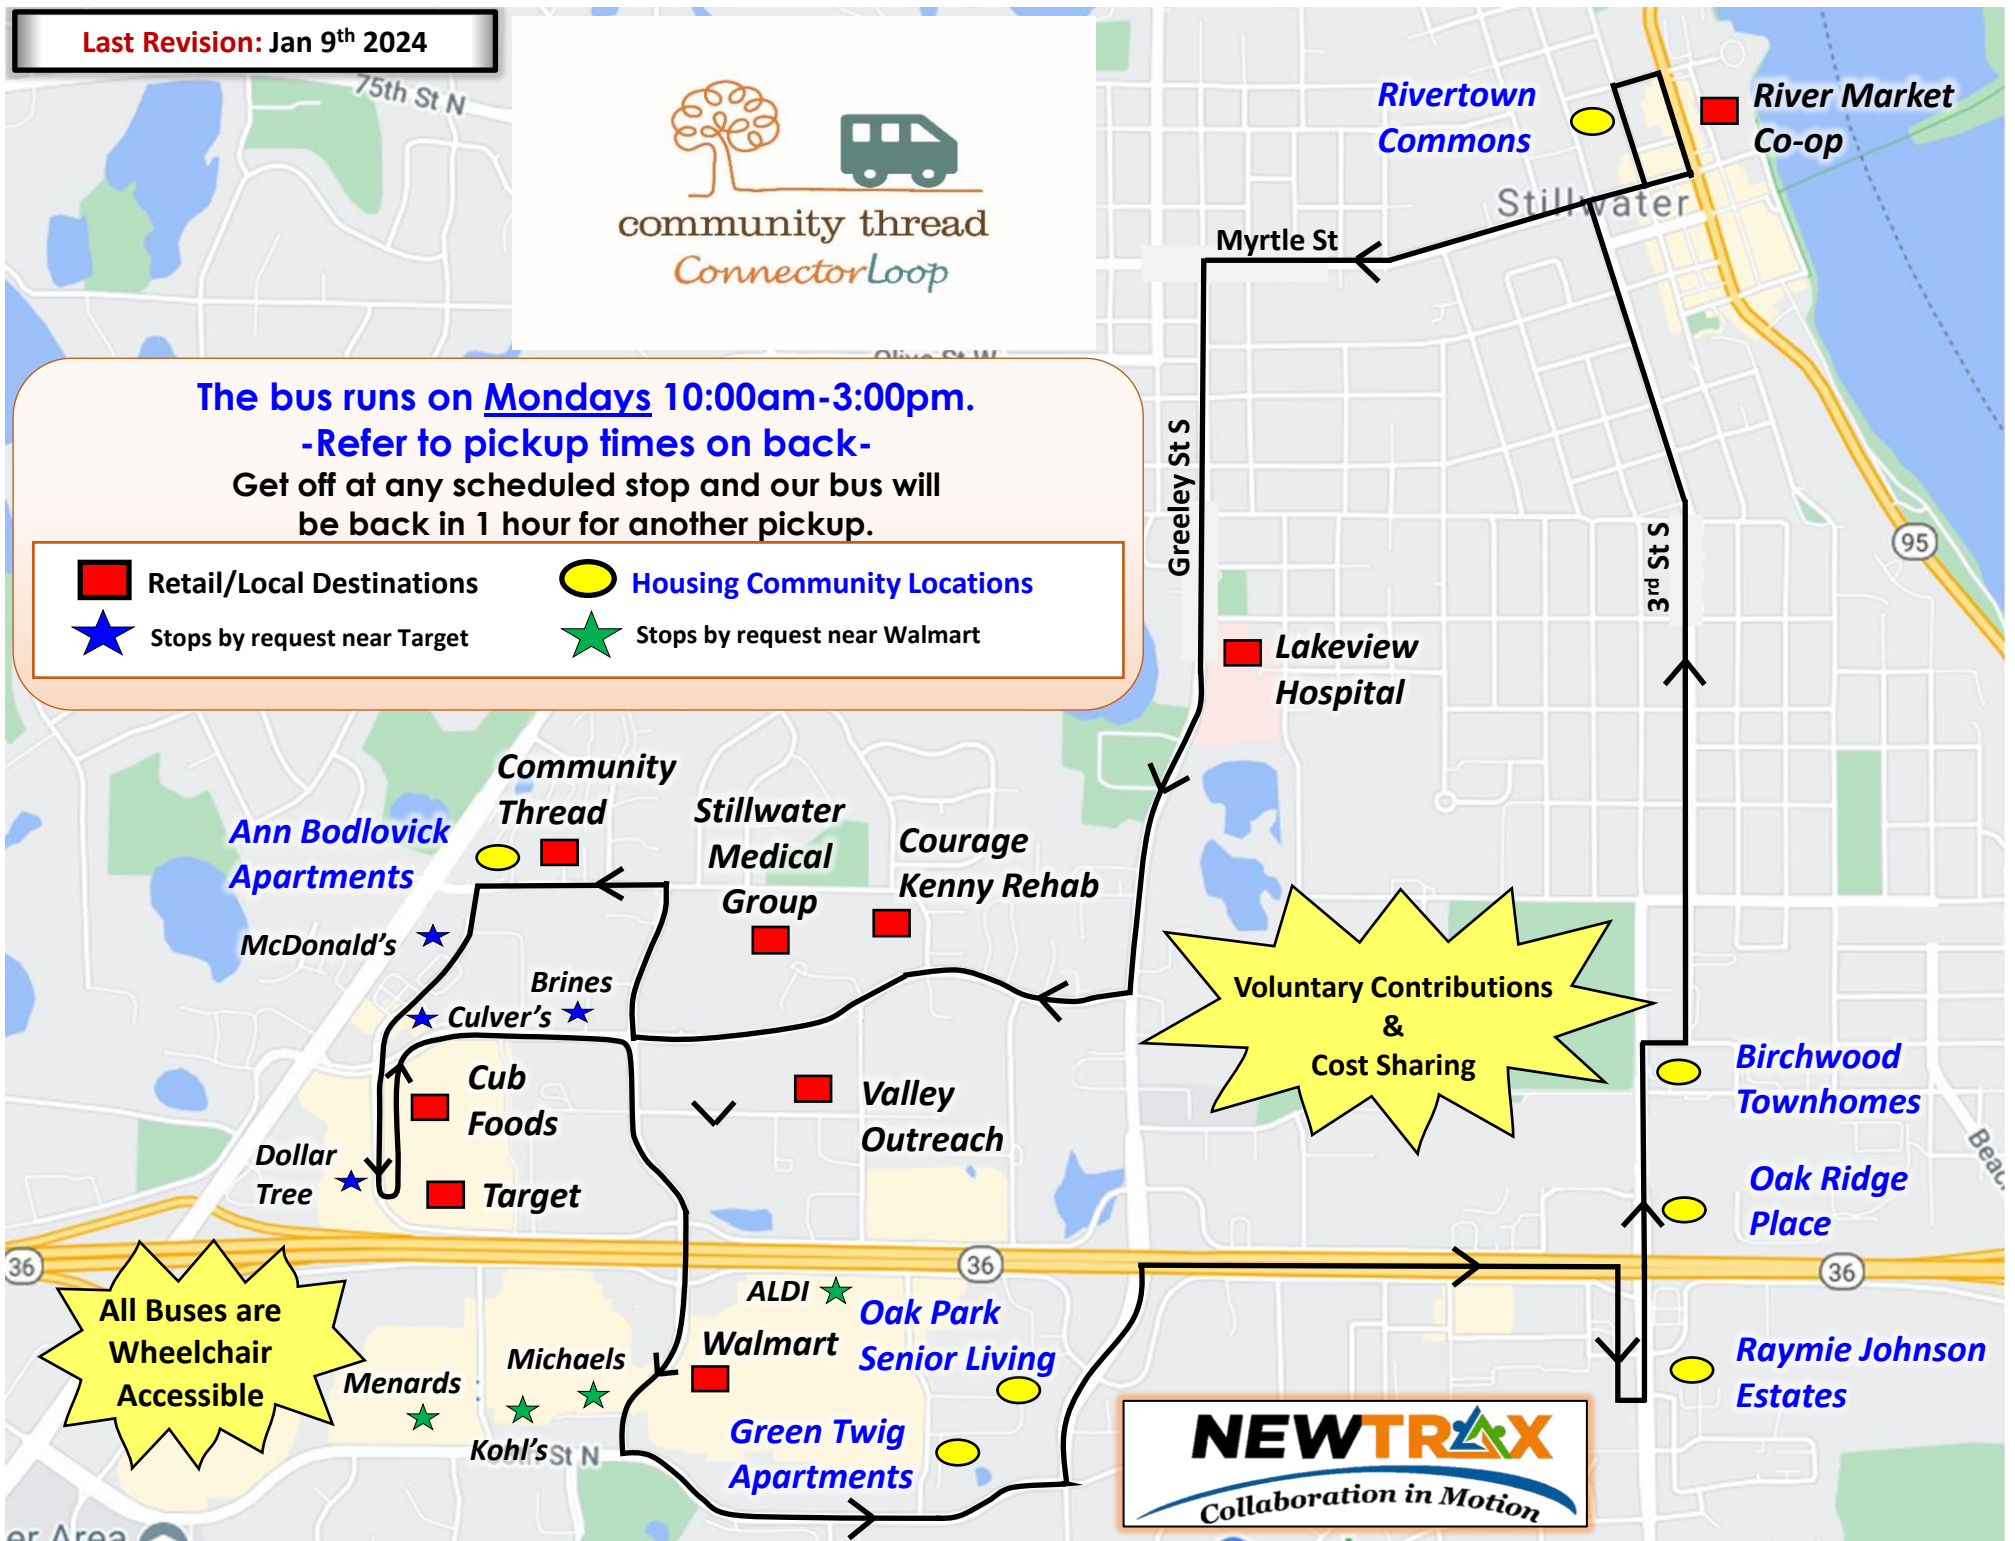 Last Revision: Jan 9th 2024
75th St N
community thread
ConnectorLoop
Rivertown
Commons
River Market
Co-op
Stillwater
Myrtle St
The bus runs on Mondays 10:00am-3:00pm.
-Refer to pickup times on back-
Get off at any scheduled stop and our bus will
be back in 1 hour for another pickup.
Retail/Local Destinations
Housing Community Locations
Stops by request near Target
Stops by request near Walmart
Greeley St S
3rd St S
95
Lakeview
Hospital
Community
Thread
Ann Bodlovick
Apartments
Stillwater
Medical
Group
Courage
Kenny Rehab
McDonald's
Brines
Culver's
Voluntary Contributions
&
Cost Sharing
Cub
Foods
Valley
Outreach
Birchwood
Townhomes
Dollar
Tree
Target
Oak Ridge
Place
36
36
36
All Buses are
Wheelchair
Accessible
ALDI
Oak Park
Senior Living
Walmart
Michaels
Menards
Kohl's
St N
Green Twig
Apartments
Raymie Johnson
Estates
NEWTRAX
Collaboration in Motion